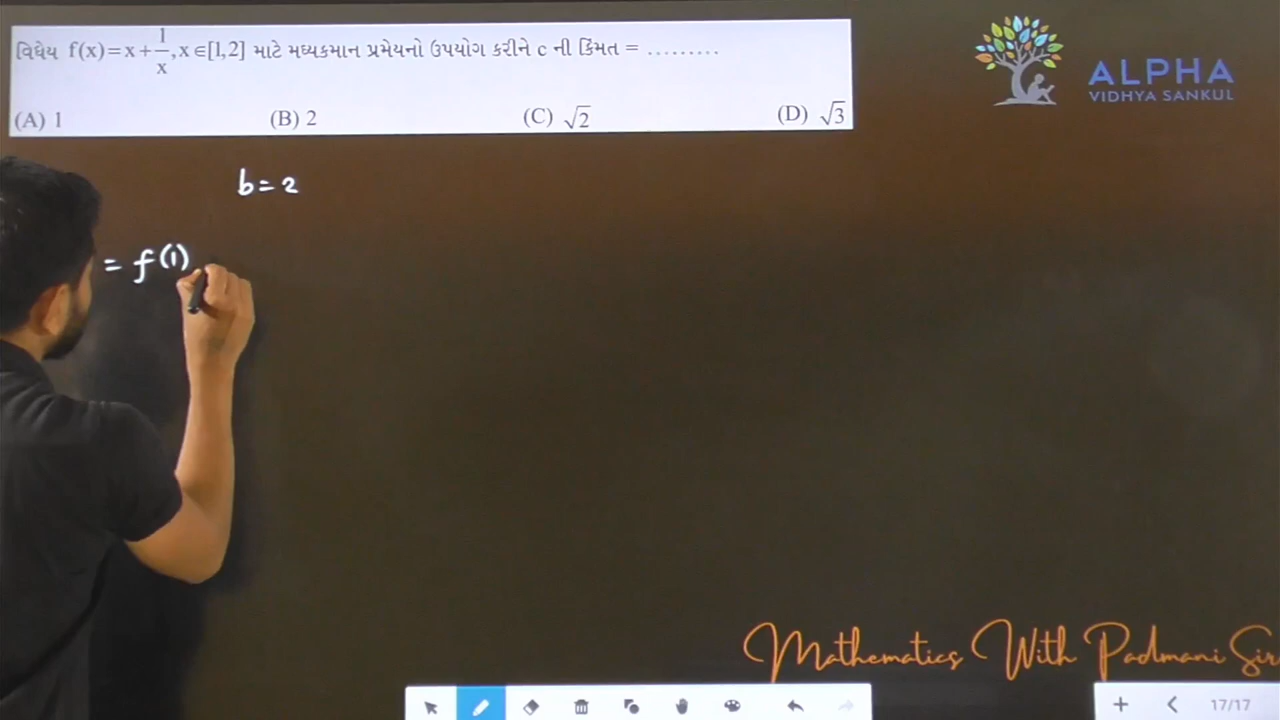 વિધેય f(x)=x+1/x,x∈[1,2] માટે મધ્યકમાન પ્રમેયનો ઉપયોગ કરીને c ની કિંમત = .........
(A) 1 (B) 2 (C) √2 (D) √3
ALPHA
VIDHYA SANKUL
b=2
= f(1)
Mathematics With Padmani Sir
17/17